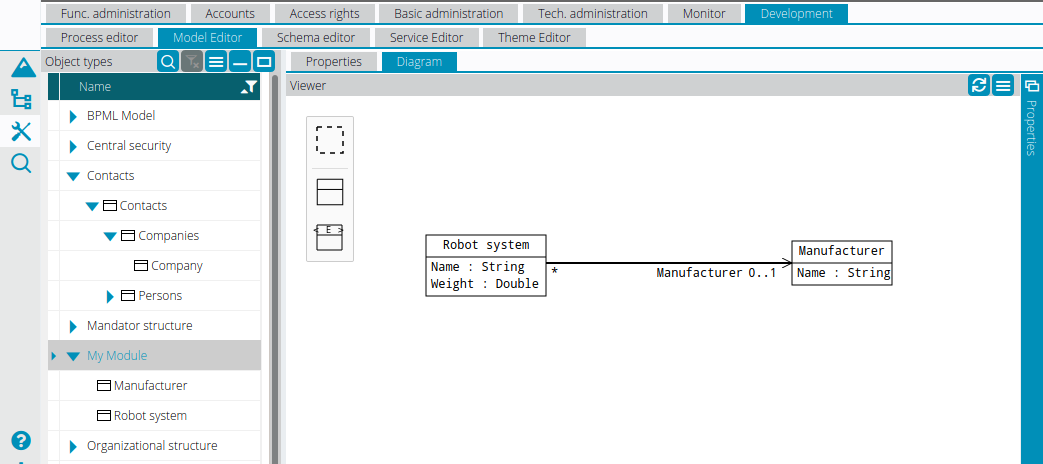 Func. administration Accounts Access rights Basic administration Tech. administration Monitor Development
Process editor Model Editor Schema editor Service Editor Theme Editor
Object types
Properties Diagram
Name
Viewer
BPML Model
Central security
Contacts
Contacts
Companies
Company
Persons
Mandator structure
My Module
Manufacturer
Robot system
Organizational structure
< E >
Robot system
Name : String
Weight : Double
*
Manufacturer 0..1
Manufacturer
Name : String
Properties
?